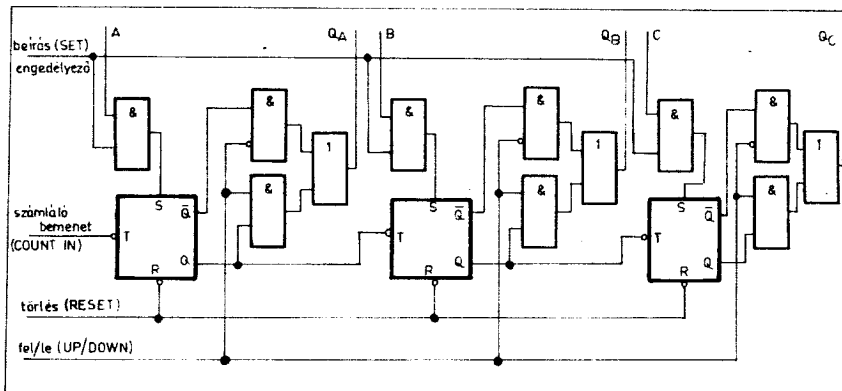 A Q_A B Q_B C Q_C
beírás (SET)
engedélyező
& & & & & &
1 1 1
& & &
számláló
bemenet
(COUNT IN)
S Q̅ S Q̅ S Q̅
T T T
Q Q Q
R R R
törlés (RESET)
fel/le (UP/DOWN)